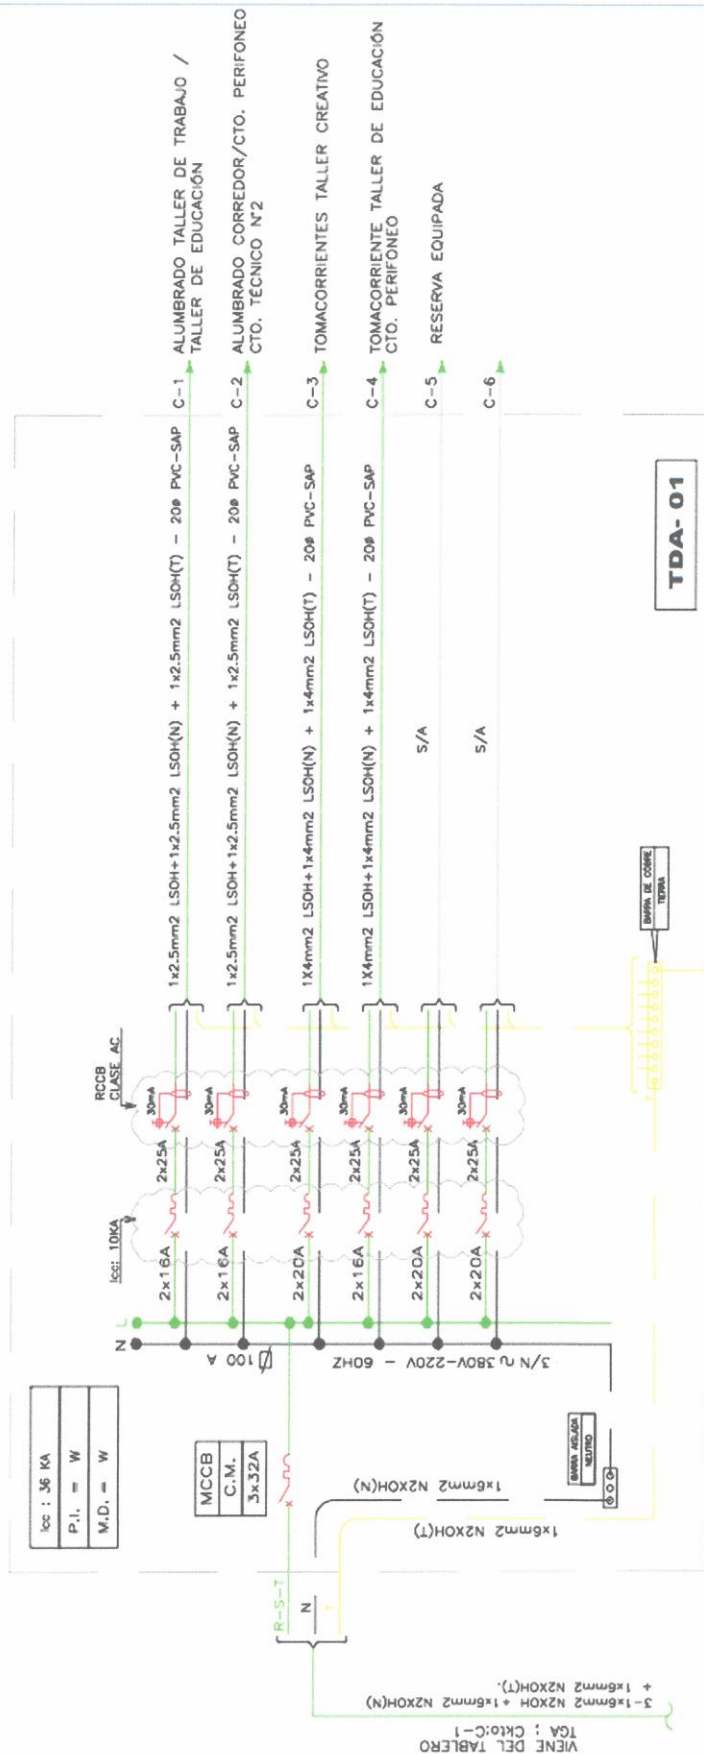 Icc : 36 KA
P.I. = W
M.D. = W
MCCB
C.M.
3x32A
Icc: 10KA
RCCB
CLASE AC
N
L
2x16A
2x25A
30mA
1x2.5mm2 LSOH+1x2.5mm2 LSOH(N) + 1x2.5mm2 LSOH(T) - 20ø PVC-SAP
C-1
ALUMBRADO TALLER DE TRABAJO /
TALLER DE EDUCACIÓN
2x16A
2x25A
30mA
1x2.5mm2 LSOH+1x2.5mm2 LSOH(N) + 1x2.5mm2 LSOH(T) - 20ø PVC-SAP
C-2
ALUMBRADO CORREDOR/CTO. PERIFONEO
CTO. TÉCNICO N°2
2x20A
2x25A
30mA
1X4mm2 LSOH+1x4mm2 LSOH(N) + 1x4mm2 LSOH(T) - 20ø PVC-SAP
C-3
TOMACORRIENTES TALLER CREATIVO
2x16A
2x25A
30mA
1X4mm2 LSOH+1x4mm2 LSOH(N) + 1x4mm2 LSOH(T) - 20ø PVC-SAP
C-4
TOMACORRIENTE TALLER DE EDUCACIÓN
CTO. PERIFONEO
2x20A
2x25A
30mA
S/A
C-5
RESERVA EQUIPADA
2x20A
2x25A
30mA
S/A
C-6
100 A
3/N ~ 380V-220V - 60HZ
R-S-T
N
T
1x6mm2 N2XOH(N)
1x6mm2 N2XOH(T)
BARRA AISLADA
NEUTRO
BARRA DE COBRE
TIERRA
VIENE DEL TABLERO
TGA ; Ckto:C-1
3-1x6mm2 N2XOH +1x6mm2 N2XOH(N)
+ 1x6mm2 N2XOH(T).
TDA- 01